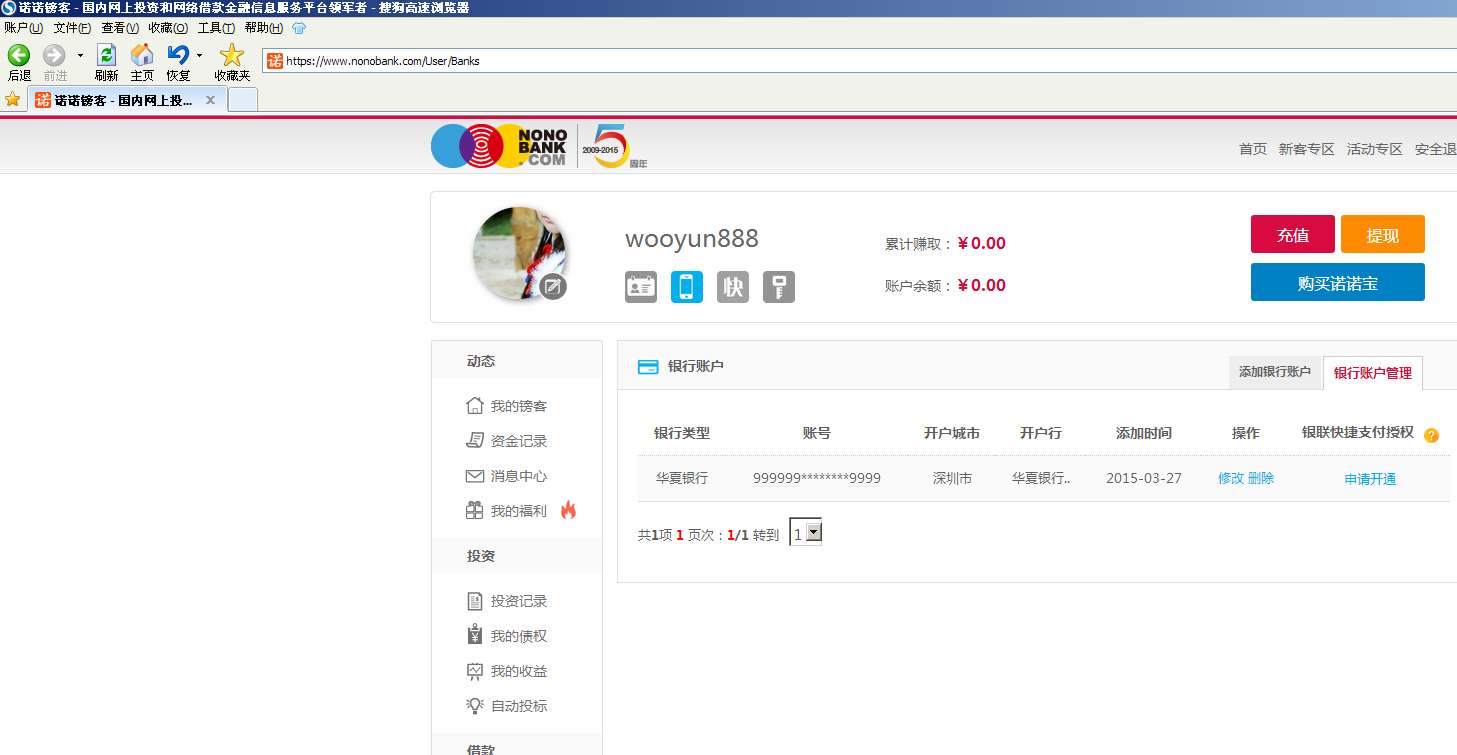 诺诺镑客 - 国内网上投资和网络借款金融信息服务平台领军者 - 搜狗高速浏览器
账户(U) 文件(F) 查看(V) 收藏(O) 工具(T) 帮助(H)
后退 前进 刷新 主页 恢复 收藏夹 诺 https://www.nonobank.com/User/Banks
诺 诺诺镑客 - 国内网上投... x
NONO
BANK
.COM
5
2009-2015
周年
首页 新客专区 活动专区 安全退
wooyun888
快
累计赚取：￥0.00
账户余额：￥0.00
充值 提现
购买诺诺宝
动态
我的镑客
资金记录
消息中心
我的福利
投资
投资记录
我的债权
我的收益
自动投标
借款
银行账户 添加银行账户 银行账户管理
银行类型 账号 开户城市 开户行 添加时间 操作 银联快捷支付授权 ?
华夏银行 999999********9999 深圳市 华夏银行.. 2015-03-27 修改 删除 申请开通
共1项 1 页次：1/1 转到 1